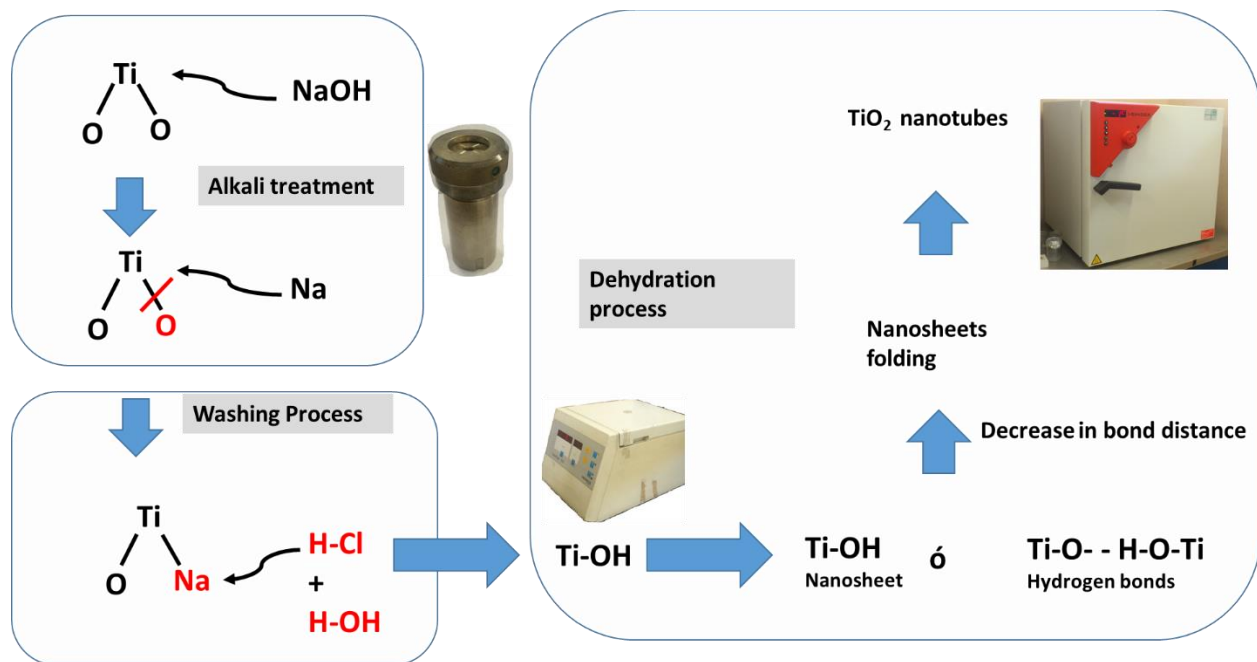 Ti
O
O
NaOH
Alkali treatment
Ti
O
O
Na
Washing Process
Ti
O
Na
H-Cl
+
H-OH
Ti-OH
Dehydration
process
TiO₂ nanotubes
Nanosheets
folding
Decrease in bond distance
Ti-OH
Nanosheet
ó
Ti-O- - H-O-Ti
Hydrogen bonds